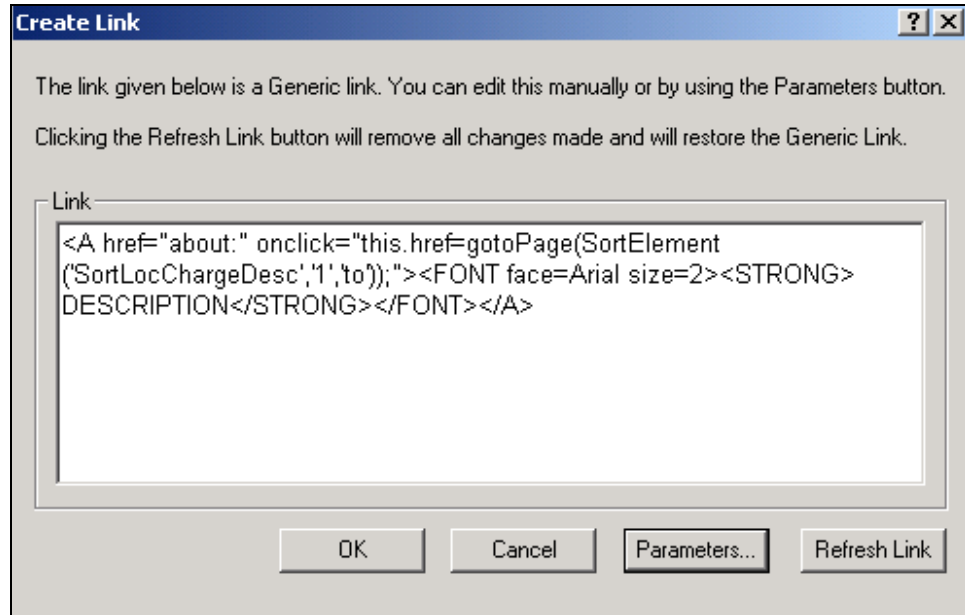 Create Link
The link given below is a Generic link. You can edit this manually or by using the Parameters button.
Clicking the Refresh Link button will remove all changes made and will restore the Generic Link.
Link
<A href="about:" onclick="this.href=gotoPage(SortElement
('SortLocChargeDesc','1','to'));"><FONT face=Arial size=2><STRONG>
DESCRIPTION</STRONG></FONT></A>
OK Cancel Parameters... Refresh Link